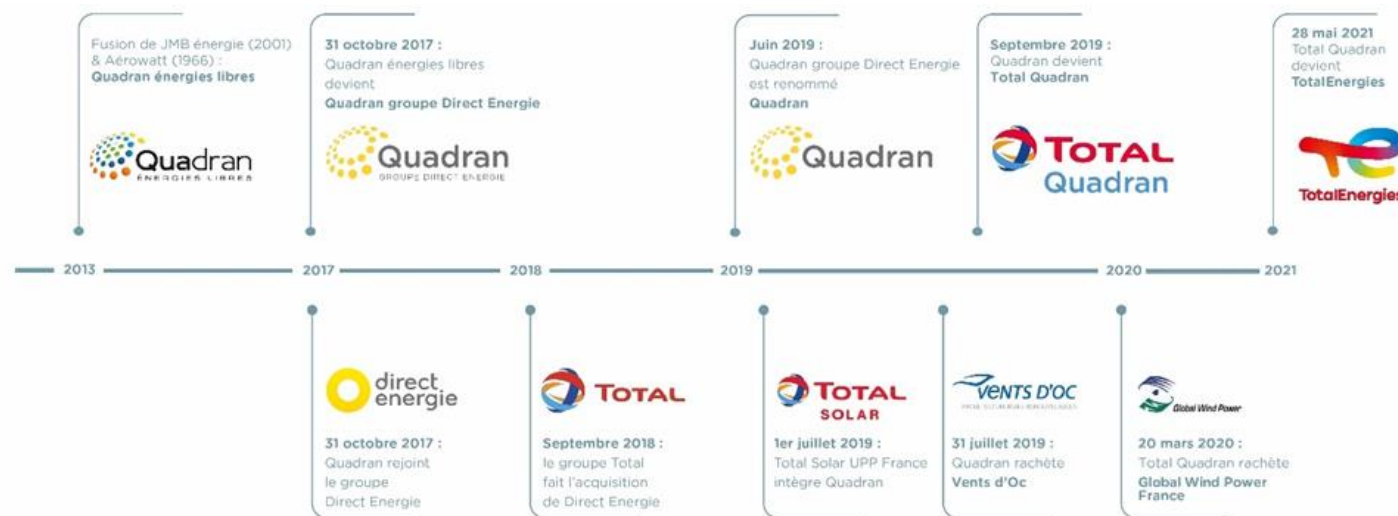 Fusion de JMB énergie (2001)
& Aérowatt (1966) :
Quadran énergies libres
Quadran
ÉNERGIES LIBRES
31 octobre 2017 :
Quadran énergies libres
devient
Quadran groupe Direct Energie
Quadran
GROUPE DIRECT ENERGIE
Juin 2019 :
Quadran groupe Direct Energie
est renommé
Quadran
Quadran
Septembre 2019 :
Quadran devient
Total Quadran
TOTAL
Quadran
28 mai 2021
Total Quadran
devient
TotalEnergies
TotalEnergies
2013 2017 2018 2019 2020 2021
direct
energie
31 octobre 2017 :
Quadran rejoint
le groupe
Direct Energie
TOTAL
Septembre 2018 :
le groupe Total
fait l'acquisition
de Direct Energie
TOTAL
SOLAR
1er juillet 2019 :
Total Solar UPP France
intègre Quadran
VENTS D'OC
31 juillet 2019 :
Quadran rachète
Vents d'Oc
Global Wind Power
20 mars 2020 :
Total Quadran rachète
Global Wind Power
France